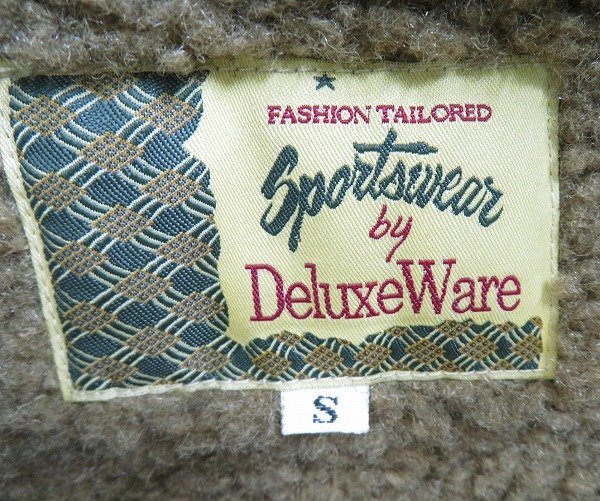 FASHION TAILORED
Sportswear
by
DeluxeWare
S